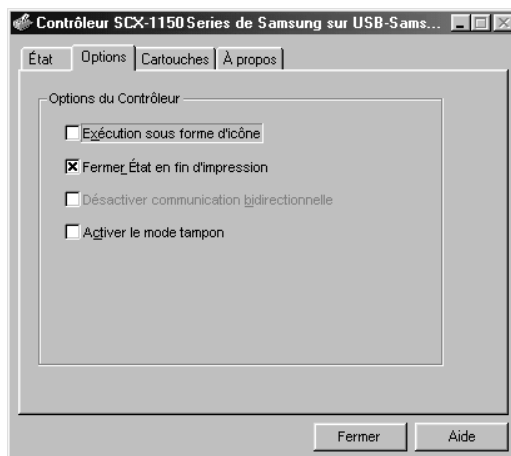 Contrôleur SCX-1150 Series de Samsung sur USB-Sams...
État Options Cartouches À propos
Options du Contrôleur
Exécution sous forme d'icône
Fermer État en fin d'impression
Désactiver communication bidirectionnelle
Activer le mode tampon
Fermer Aide